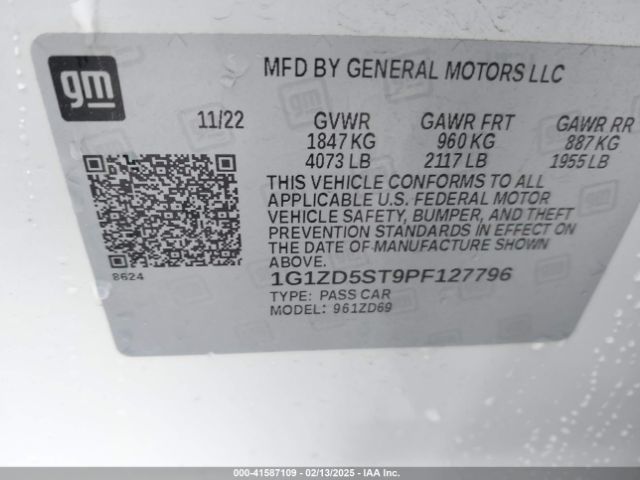 gm
MFD BY GENERAL MOTORS LLC
11/22 GVWR GAWR FRT GAWR RR
1847 KG 960 KG 887 KG
4073 LB 2117 LB 1955 LB
THIS VEHICLE CONFORMS TO ALL
APPLICABLE U.S. FEDERAL MOTOR
VEHICLE SAFETY, BUMPER, AND THEFT
PREVENTION STANDARDS IN EFFECT ON
THE DATE OF MANUFACTURE SHOWN
ABOVE.
8624
1G1ZD5ST9PF127796
TYPE: PASS CAR
MODEL: 961ZD69
00-41587109 - 02/13/2025 - IAA Inc.